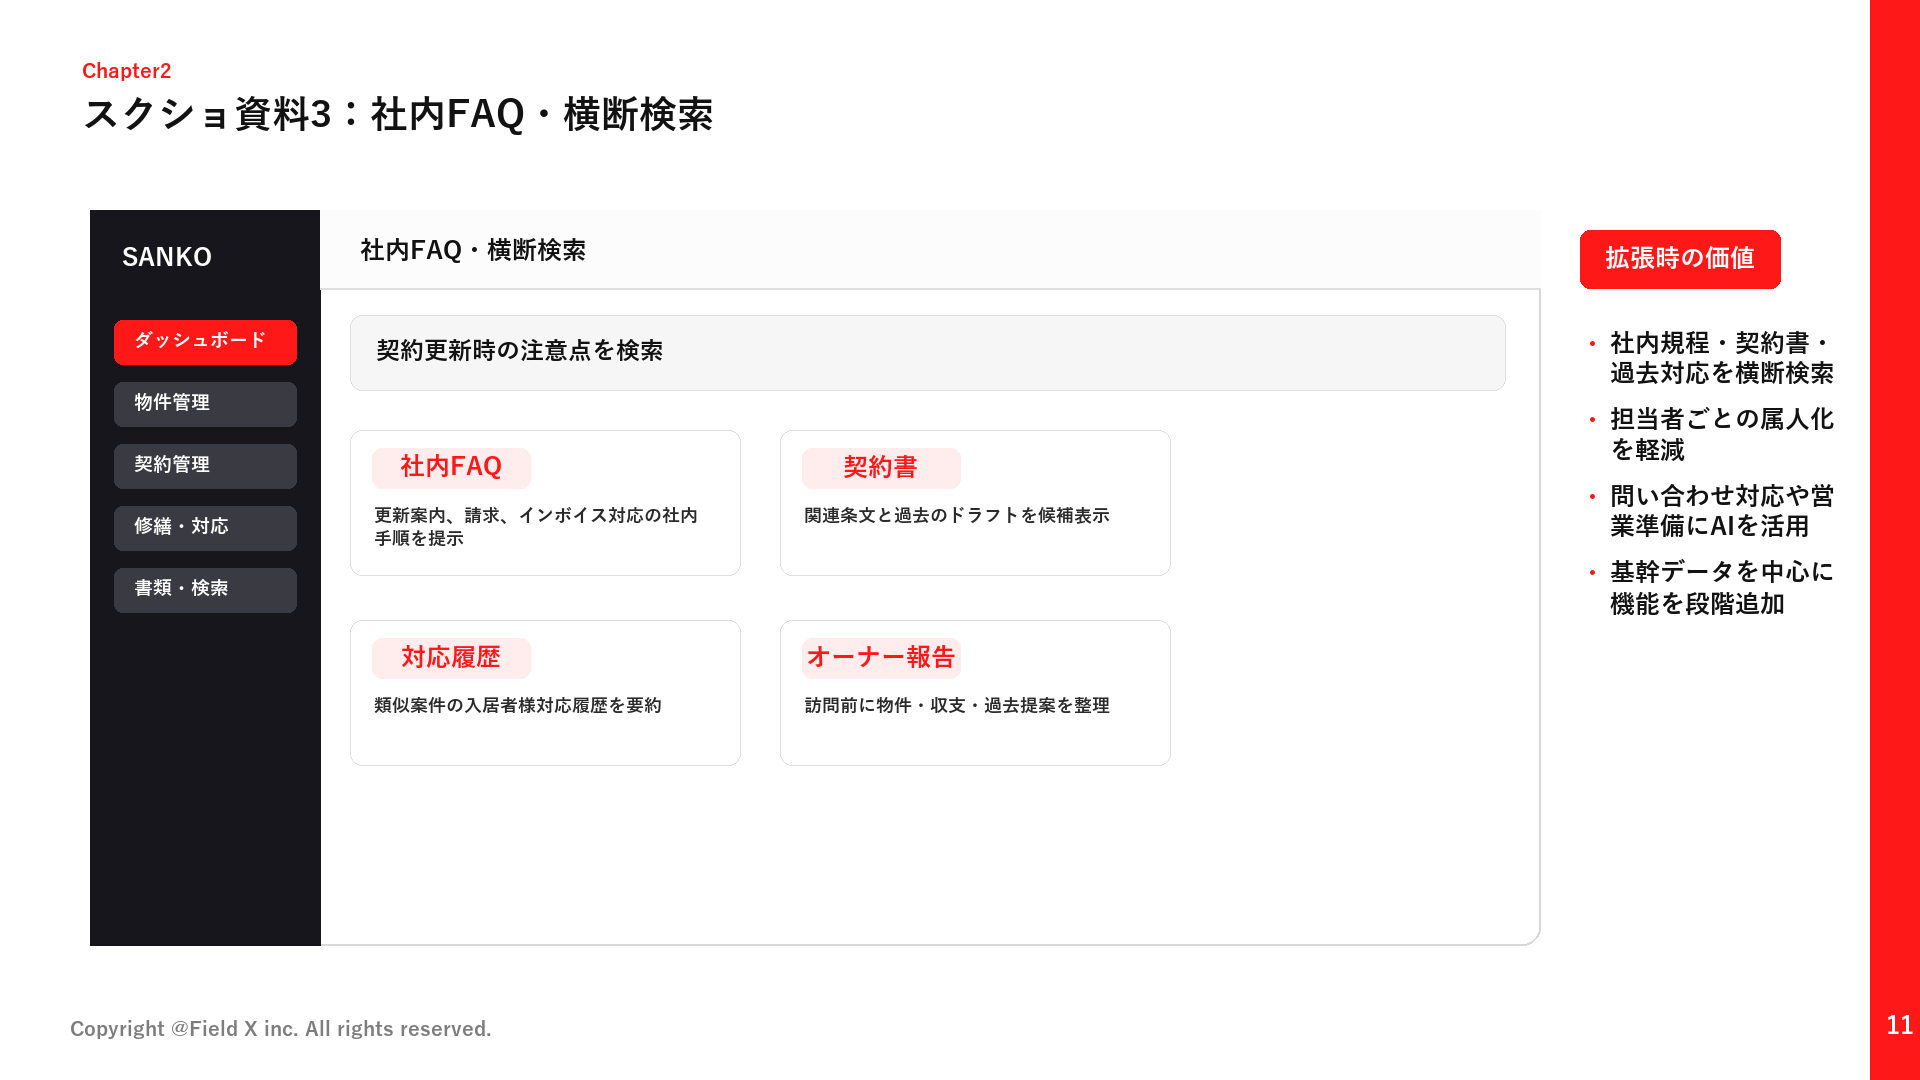 Chapter2
スクショ資料3：社内FAQ・横断検索
SANKO
ダッシュボード
物件管理
契約管理
修繕・対応
書類・検索
社内FAQ・横断検索
契約更新時の注意点を検索
社内FAQ
更新案内、請求、インボイス対応の社内
手順を提示
契約書
関連条文と過去のドラフトを候補表示
対応履歴
類似案件の入居者様対応履歴を要約
オーナー報告
訪問前に物件・収支・過去提案を整理
拡張時の価値
・社内規程・契約書・
過去対応を横断検索
・担当者ごとの属人化
を軽減
・問い合わせ対応や営
業準備にAIを活用
・基幹データを中心に
機能を段階追加
Copyright @Field X inc. All rights reserved.
11